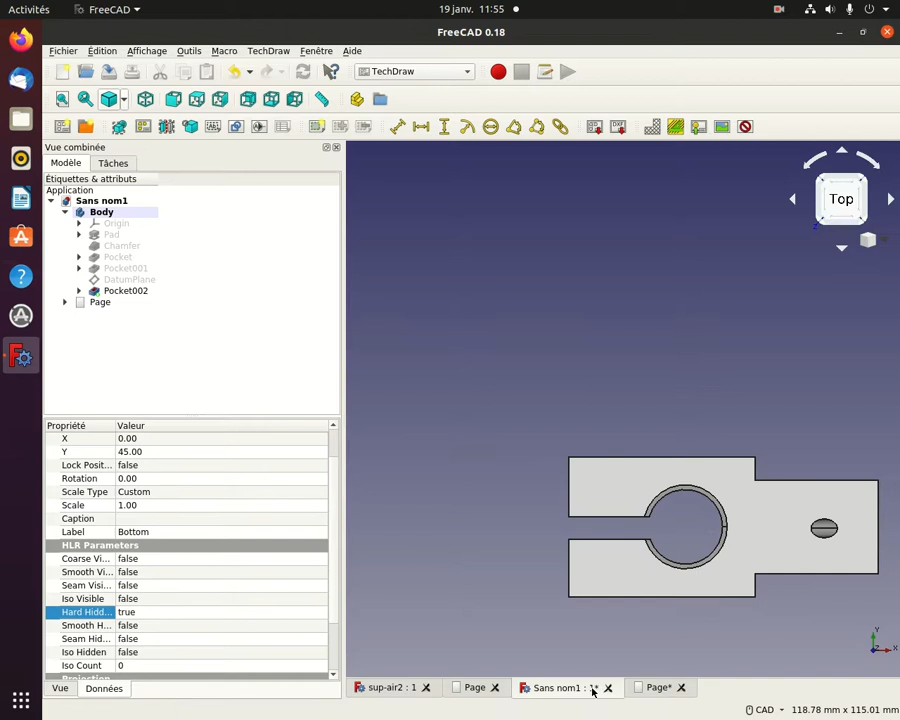 Activités
FreeCAD
19 janv. 11:55
FreeCAD 0.18
Fichier Édition Affichage Outils Macro TechDraw Fenêtre Aide
TechDraw
Vue combinée
Modèle Tâches
Étiquettes & attributs
Application
Sans nom1
Body
Origin
Pad
Chamfer
Pocket
Pocket001
DatumPlane
Pocket002
Page
Propriété Valeur
X 0.00
Y 45.00
Lock Posit... false
Rotation 0.00
Scale Type Custom
Scale 1.00
Caption
Label Bottom
HLR Parameters
Coarse Vi... false
Smooth Vi... false
Seam Visi... false
Iso Visible false
Hard Hidd... true
Smooth H... false
Seam Hid... false
Iso Hidden false
Iso Count 0
Vue Données
Top
Y
X
Z
sup-air2 : 1
Page
Sans nom1 : 1*
Page*
CAD
118.78 mm x 115.01 mm